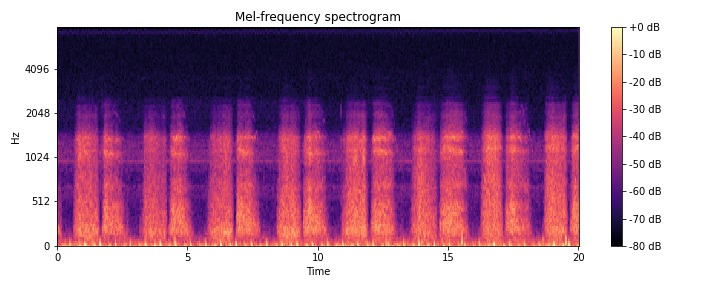 Mel-frequency spectrogram
Hz
4096
2048
1024
512
0
0 5 10 15 20
Time
+0 dB
-10 dB
-20 dB
-30 dB
-40 dB
-50 dB
-60 dB
-70 dB
-80 dB